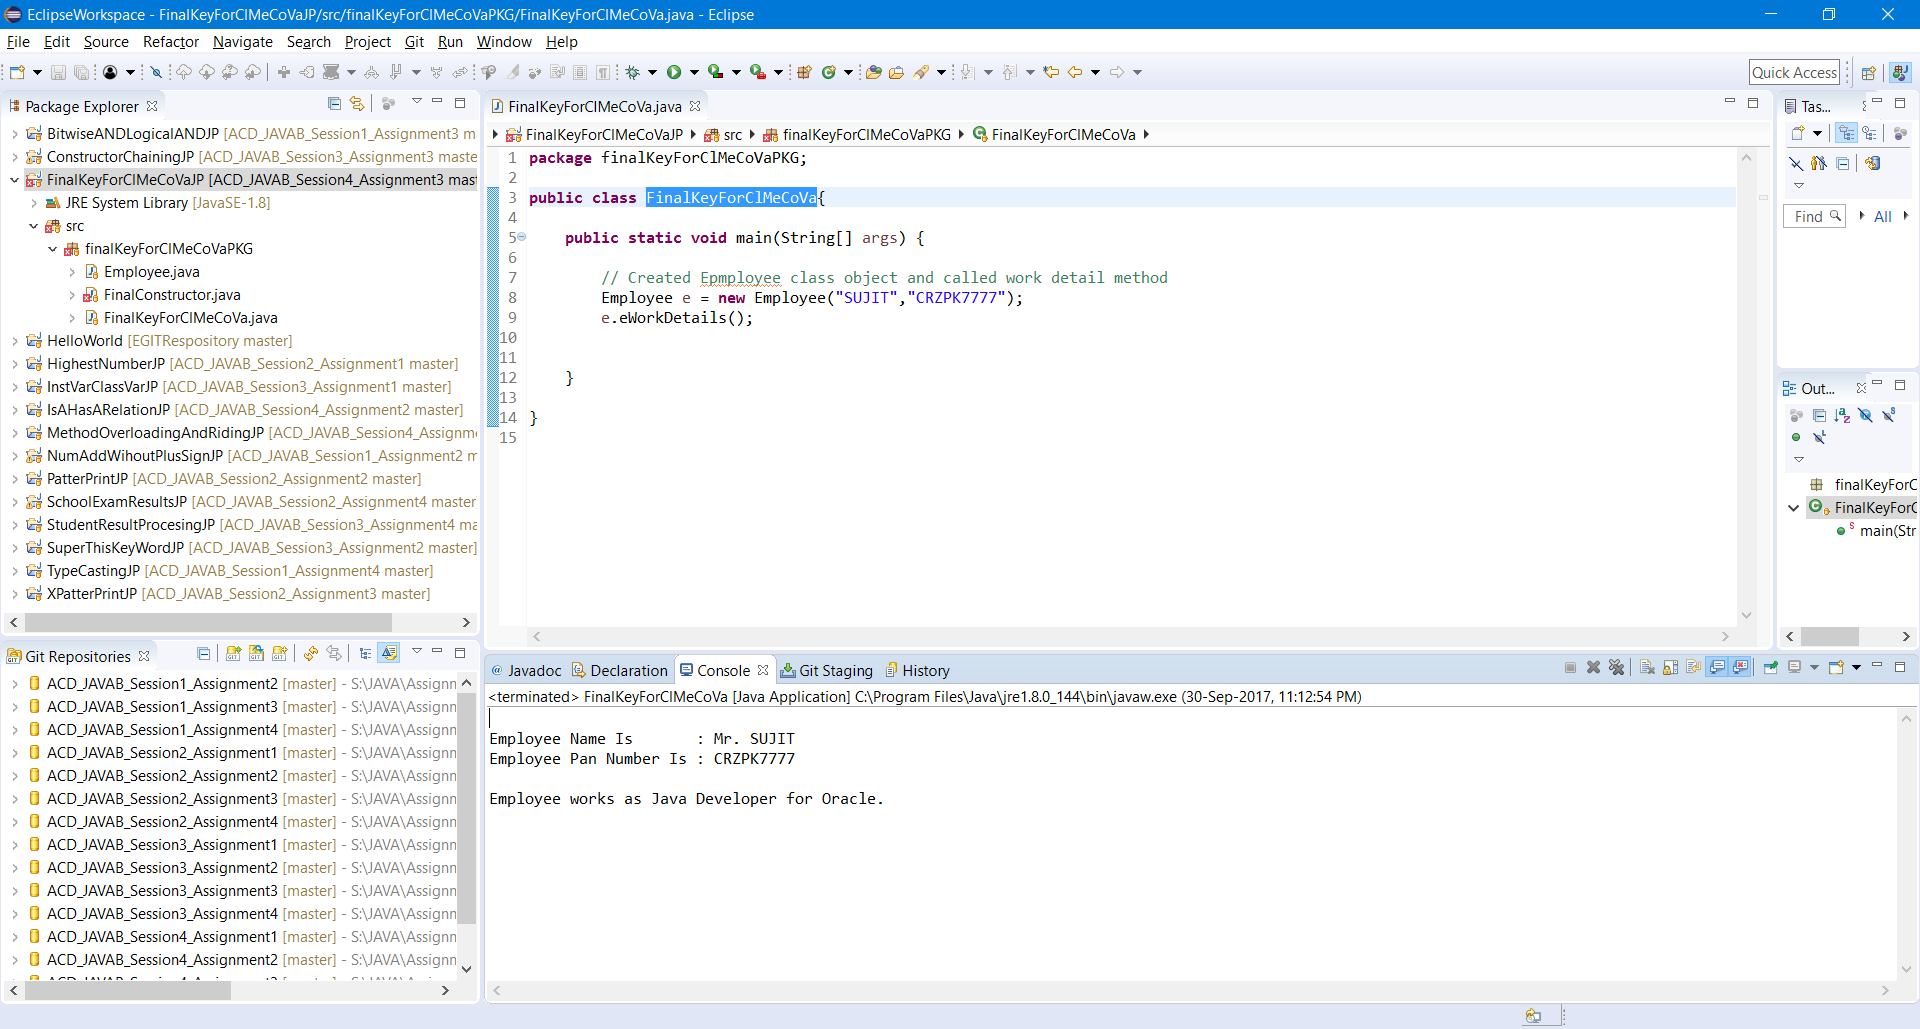 EclipseWorkspace - FinalKeyForClMeCoVaJP/src/finalKeyForClMeCoVaPKG/FinalKeyForClMeCoVa.java - Eclipse
File Edit Source Refactor Navigate Search Project Git Run Window Help
Quick Access
Package Explorer
BitwiseANDLogicalANDJP [ACD_JAVAB_Session1_Assignment3 m
ConstructorChainingJP [ACD_JAVAB_Session3_Assignment3 maste
FinalKeyForClMeCoVaJP [ACD_JAVAB_Session4_Assignment3 mast
JRE System Library [JavaSE-1.8]
src
finalKeyForClMeCoVaPKG
Employee.java
FinalConstructor.java
FinalKeyForClMeCoVa.java
HelloWorld [EGITRespository master]
HighestNumberJP [ACD_JAVAB_Session2_Assignment1 master]
InstVarClassVarJP [ACD_JAVAB_Session3_Assignment1 master]
IsAHasARelationJP [ACD_JAVAB_Session4_Assignment2 master]
MethodOverloadingAndRidingJP [ACD_JAVAB_Session4_Assignm
NumAddWihoutPlusSignJP [ACD_JAVAB_Session1_Assignment2 m
PatterPrintJP [ACD_JAVAB_Session2_Assignment2 master]
SchoolExamResultsJP [ACD_JAVAB_Session2_Assignment4 master
StudentResultProcesingJP [ACD_JAVAB_Session3_Assignment4 ma
SuperThisKeyWordJP [ACD_JAVAB_Session3_Assignment2 master]
TypeCastingJP [ACD_JAVAB_Session1_Assignment4 master]
XPatterPrintJP [ACD_JAVAB_Session2_Assignment3 master]
FinalKeyForClMeCoVa.java
FinalKeyForClMeCoVaJP src finalKeyForClMeCoVaPKG FinalKeyForClMeCoVa
1 package finalKeyForClMeCoVaPKG;
2
3 public class FinalKeyForClMeCoVa{
4
5 public static void main(String[] args) {
6
7 // Created Epmployee class object and called work detail method
8 Employee e = new Employee("SUJIT","CRZPK7777");
9 e.eWorkDetails();
10
11
12 }
13
14 }
15
Tas...
Find All
Out...
finalKeyForC
FinalKeyForC
main(Str
Git Repositories
ACD_JAVAB_Session1_Assignment2 [master] - S:\JAVA\Assignn
ACD_JAVAB_Session1_Assignment3 [master] - S:\JAVA\Assignn
ACD_JAVAB_Session1_Assignment4 [master] - S:\JAVA\Assignn
ACD_JAVAB_Session2_Assignment1 [master] - S:\JAVA\Assignn
ACD_JAVAB_Session2_Assignment2 [master] - S:\JAVA\Assignn
ACD_JAVAB_Session2_Assignment3 [master] - S:\JAVA\Assignn
ACD_JAVAB_Session2_Assignment4 [master] - S:\JAVA\Assignn
ACD_JAVAB_Session3_Assignment1 [master] - S:\JAVA\Assignn
ACD_JAVAB_Session3_Assignment2 [master] - S:\JAVA\Assignn
ACD_JAVAB_Session3_Assignment3 [master] - S:\JAVA\Assignn
ACD_JAVAB_Session3_Assignment4 [master] - S:\JAVA\Assignn
ACD_JAVAB_Session4_Assignment1 [master] - S:\JAVA\Assignn
ACD_JAVAB_Session4_Assignment2 [master] - S:\JAVA\Assignn
@ Javadoc Declaration Console Git Staging History
<terminated> FinalKeyForClMeCoVa [Java Application] C:\Program Files\Java\jre1.8.0_144\bin\javaw.exe (30-Sep-2017, 11:12:54 PM)
Employee Name Is : Mr. SUJIT
Employee Pan Number Is : CRZPK7777
Employee works as Java Developer for Oracle.